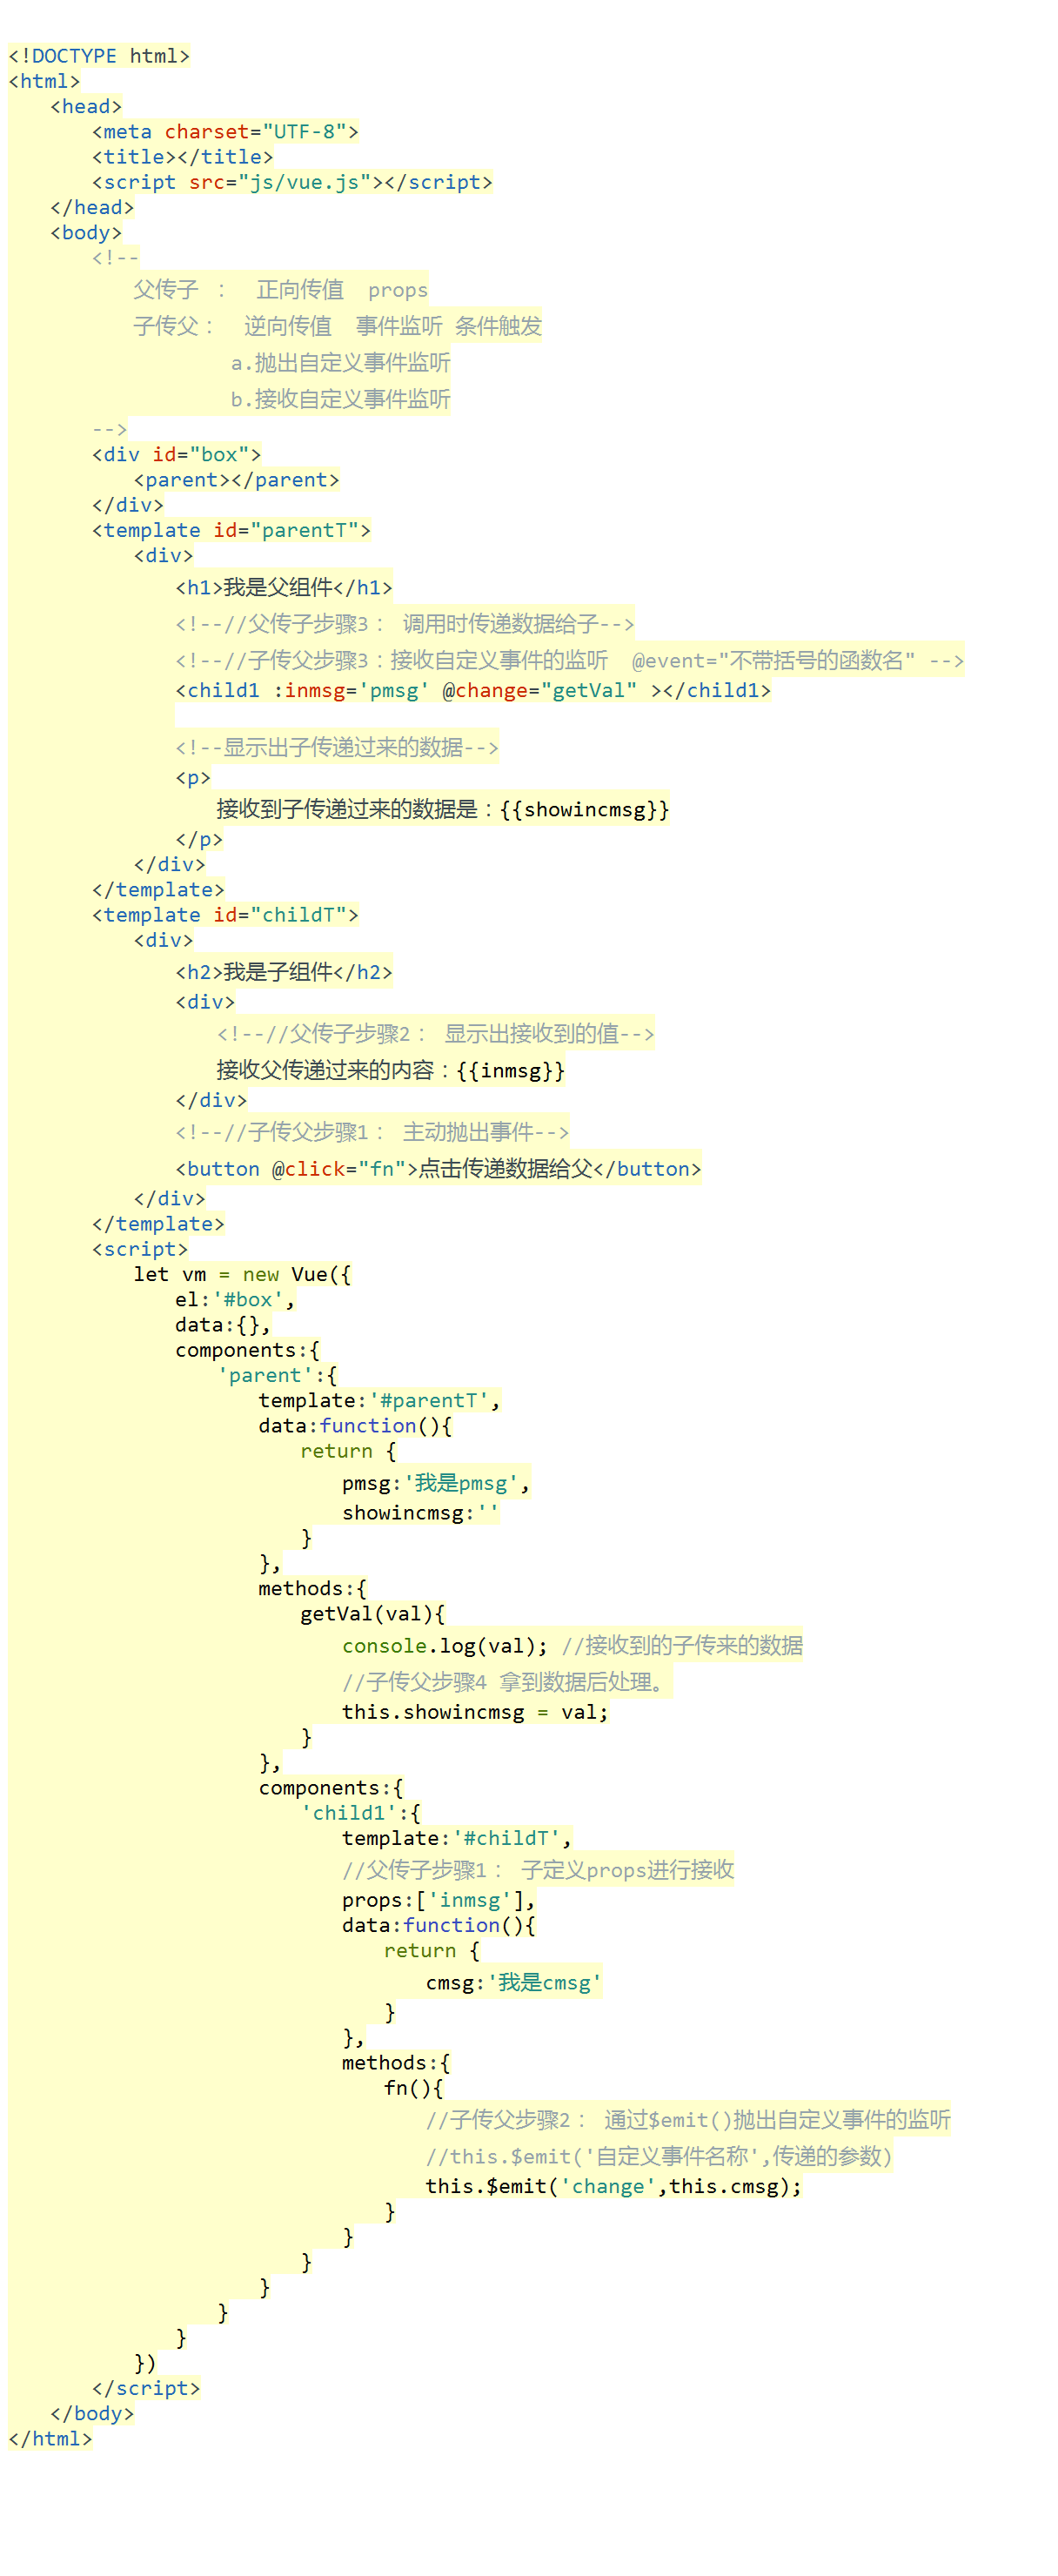 <!DOCTYPE html>
<html>
    <head>
        <meta charset="UTF-8">
        <title></title>
        <script src="js/vue.js"></script>
    </head>
    <body>
        <!--
            父传子 ：  正向传值  props
            子传父：  逆向传值  事件监听 条件触发
                    a.抛出自定义事件监听
                    b.接收自定义事件监听
        -->
        <div id="box">
            <parent></parent>
        </div>
        <template id="parentT">
            <div>
                <h1>我是父组件</h1>
                <!--//父传子步骤3： 调用时传递数据给子-->
                <!--//子传父步骤3：接收自定义事件的监听  @event="不带括号的函数名" -->
                <child1 :inmsg='pmsg' @change="getVal" ></child1>
                <!--显示出子传递过来的数据-->
                <p>
                    接收到子传递过来的数据是：{{showincmsg}}
                </p>
            </div>
        </template>
        <template id="childT">
            <div>
                <h2>我是子组件</h2>
                <div>
                    <!--//父传子步骤2： 显示出接收到的值-->
                    接收父传递过来的内容：{{inmsg}}
                </div>
                <!--//子传父步骤1： 主动抛出事件-->
                <button @click="fn">点击传递数据给父</button>
            </div>
        </template>
        <script>
            let vm = new Vue({
                el:'#box',
                data:{},
                components:{
                    'parent':{
                        template:'#parentT',
                        data:function(){
                            return {
                                pmsg:'我是pmsg',
                                showincmsg:''
                            }
                        },
                        methods:{
                            getVal(val){
                                console.log(val); //接收到的子传来的数据
                                //子传父步骤4 拿到数据后处理。
                                this.showincmsg = val;
                            }
                        },
                        components:{
                            'child1':{
                                template:'#childT',
                                //父传子步骤1： 子定义props进行接收
                                props:['inmsg'],
                                data:function(){
                                    return {
                                        cmsg:'我是cmsg'
                                    }
                                },
                                methods:{
                                    fn(){
                                        //子传父步骤2： 通过$emit()抛出自定义事件的监听
                                        //this.$emit('自定义事件名称',传递的参数)
                                        this.$emit('change',this.cmsg);
                                    }
                                }
                            }
                        }
                    }
                }
            })
        </script>
    </body>
</html>